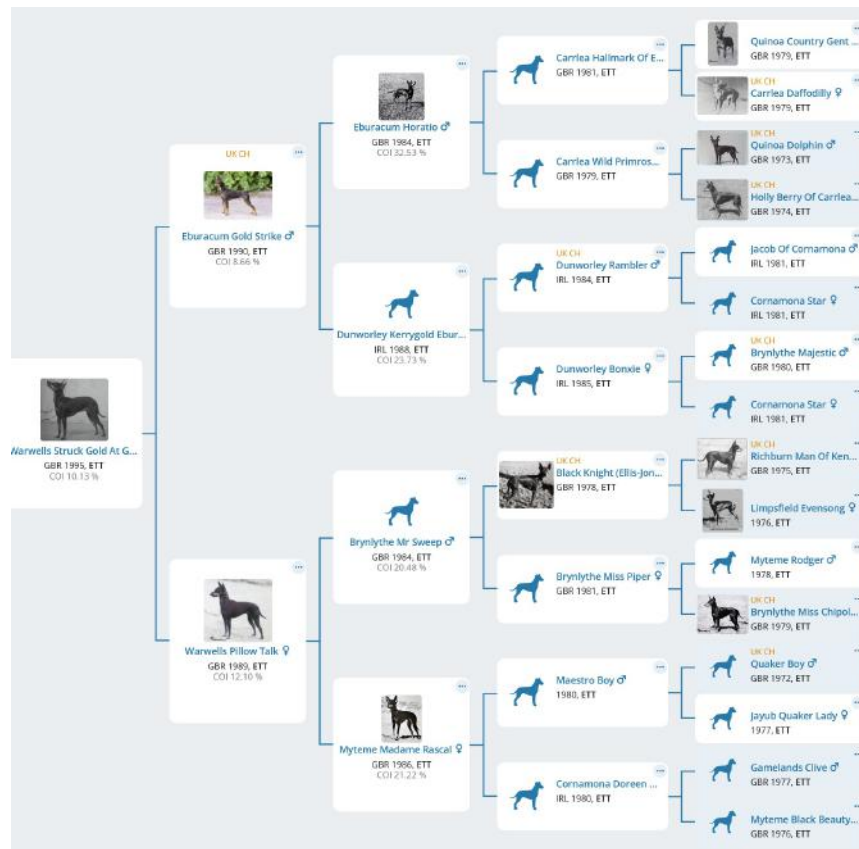 Warwells Struck Gold At G...
GBR 1995, ETT
COI 10.13 %
UK CH
Eburacum Gold Strike ♂
GBR 1990, ETT
COI 8.66 %
Warwells Pillow Talk ♀
GBR 1989, ETT
COI 12.10 %
Eburacum Horatio ♂
GBR 1984, ETT
COI 32.53 %
Dunworley Kerrygold Ebur...
IRL 1988, ETT
COI 23.73 %
Brynlythe Mr Sweep ♂
GBR 1984, ETT
COI 20.48 %
Myteme Madame Rascal ♀
GBR 1986, ETT
COI 21.22 %
Carrlea Hallmark Of E...
GBR 1981, ETT
Carrlea Wild Primros...
GBR 1979, ETT
UK CH
Dunworley Rambler ♂
IRL 1984, ETT
Dunworley Bonxie ♀
IRL 1985, ETT
UK CH
Black Knight (Ellis-Jon...
GBR 1978, ETT
Brynlythe Miss Piper ♀
GBR 1981, ETT
Maestro Boy ♂
1980, ETT
Cornamona Doreen ...
IRL 1980, ETT
Quinoa Country Gent ...
GBR 1979, ETT
UK CH
Carrlea Daffodilly ♀
GBR 1979, ETT
UK CH
Quinoa Dolphin ♂
GBR 1973, ETT
UK CH
Holly Berry Of Carrlea...
GBR 1974, ETT
Jacob Of Cornamona ♂
IRL 1981, ETT
Cornamona Star ♀
IRL 1981, ETT
UK CH
Brynlythe Majestic ♂
GBR 1980, ETT
Cornamona Star ♀
IRL 1981, ETT
UK CH
Richburn Man Of Ken...
GBR 1975, ETT
Limpsfield Evensong ♀
1976, ETT
Myteme Rodger ♂
1978, ETT
UK CH
Brynlythe Miss Chipol...
GBR 1979, ETT
UK CH
Quaker Boy ♂
GBR 1972, ETT
Jayub Quaker Lady ♀
1977, ETT
Gamelands Clive ♂
GBR 1977, ETT
Myteme Black Beauty...
GBR 1976, ETT